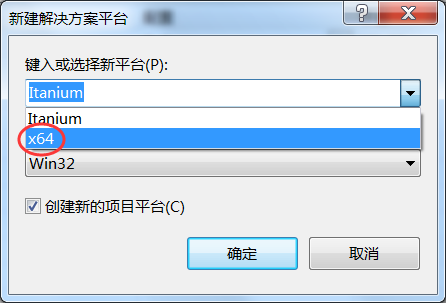 新建解决方案平台
键入或选择新平台(P):
Itanium
Itanium
x64
Win32
创建新的项目平台(C)
确定
取消